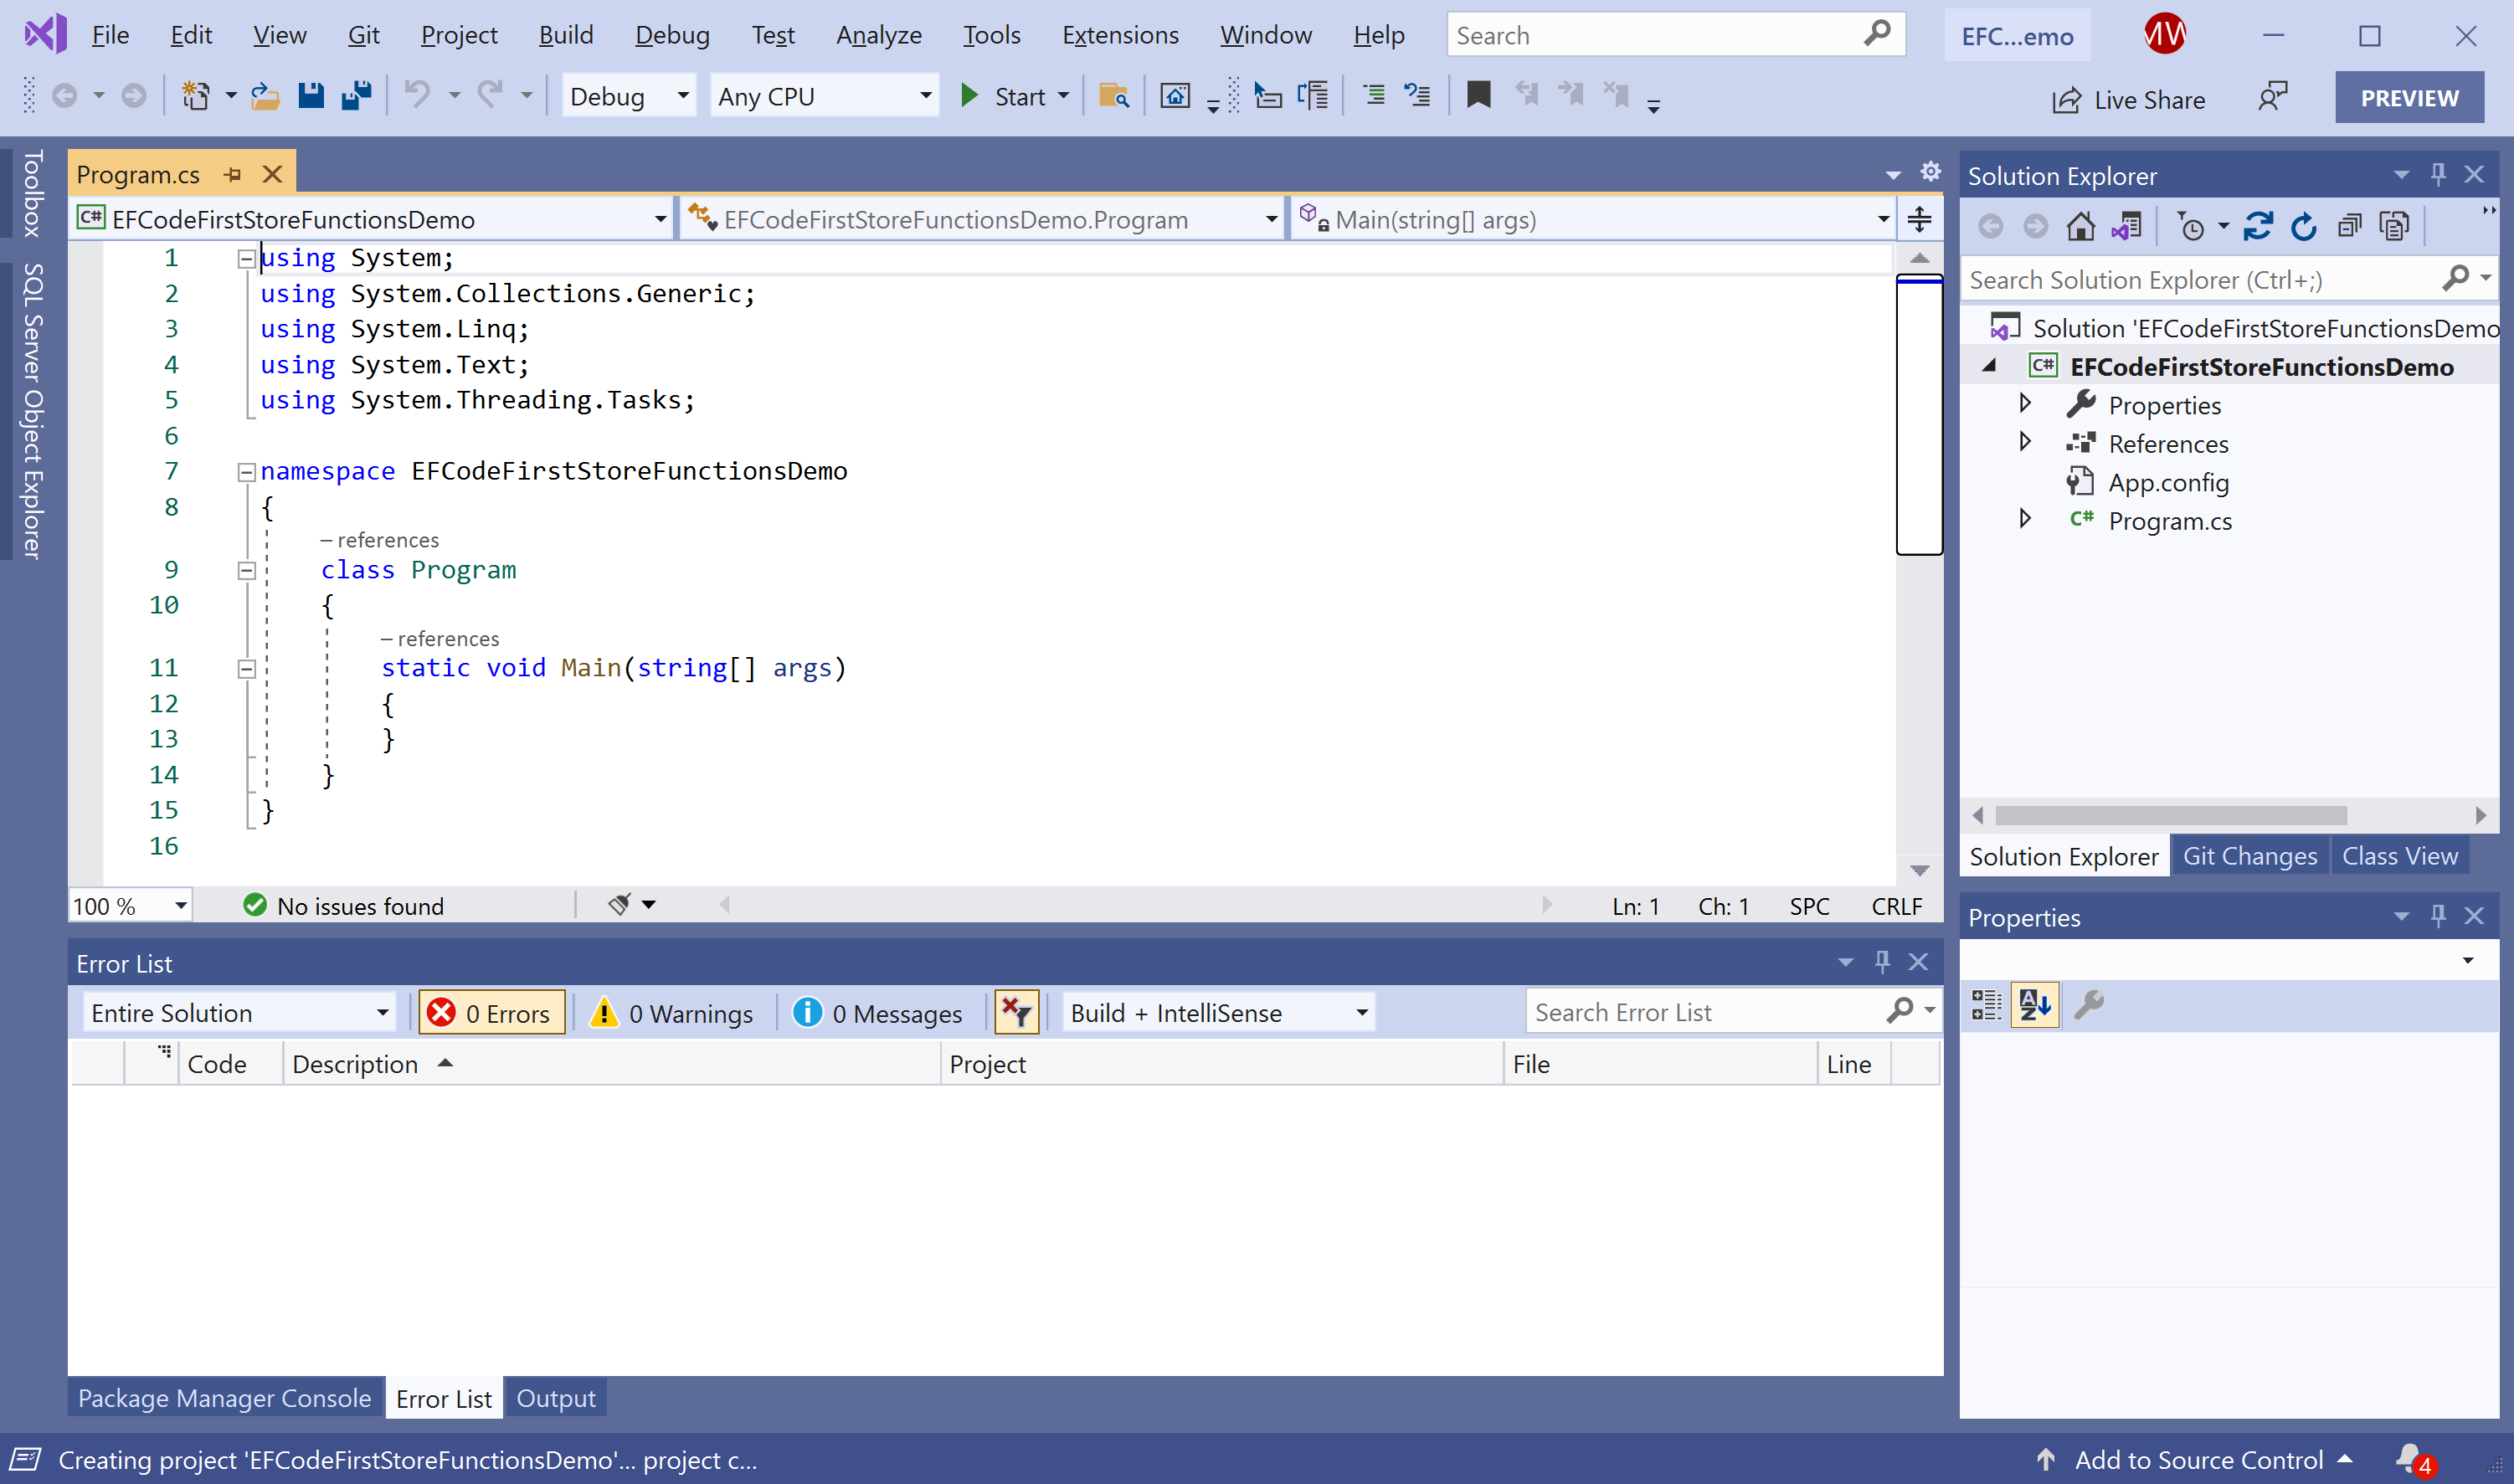 File Edit View Git Project Build Debug Test Analyze Tools Extensions Window Help Search EFC...emo MW
Debug Any CPU Start Live Share PREVIEW
Toolbox
SQL Server Object Explorer
Program.cs
C# EFCodeFirstStoreFunctionsDemo EFCodeFirstStoreFunctionsDemo.Program Main(string[] args)
1 using System;
2 using System.Collections.Generic;
3 using System.Linq;
4 using System.Text;
5 using System.Threading.Tasks;
6
7 namespace EFCodeFirstStoreFunctionsDemo
8 {
– references
9 class Program
10 {
– references
11 static void Main(string[] args)
12 {
13 }
14 }
15 }
16
100 % No issues found Ln: 1 Ch: 1 SPC CRLF
Error List
Entire Solution 0 Errors 0 Warnings 0 Messages Build + IntelliSense Search Error List
Code Description Project File Line
Package Manager Console Error List Output
Solution Explorer
Search Solution Explorer (Ctrl+;)
Solution 'EFCodeFirstStoreFunctionsDemo
C# EFCodeFirstStoreFunctionsDemo
Properties
References
App.config
C# Program.cs
Solution Explorer Git Changes Class View
Properties
AZ
Creating project 'EFCodeFirstStoreFunctionsDemo'... project c... Add to Source Control 4